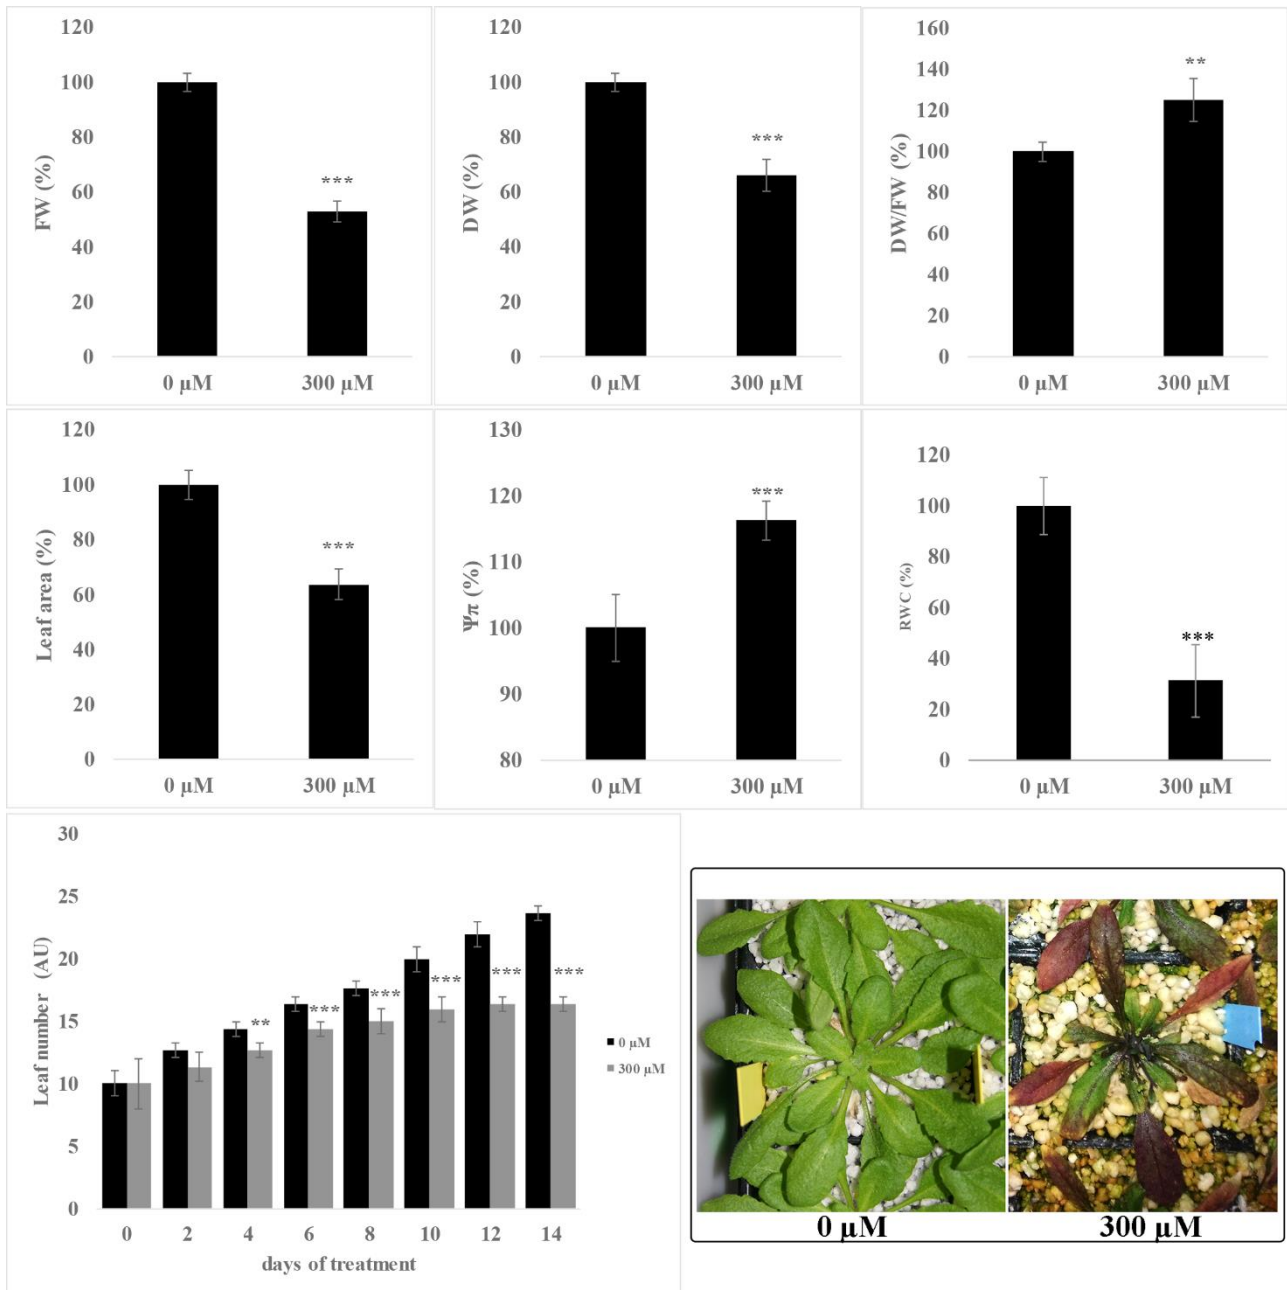 120
100
80
60
40
20
0
FW (%)
***
0 µM 300 µM
120
100
80
60
40
20
0
DW (%)
***
0 µM 300 µM
160
140
120
100
80
60
40
20
0
DW/FW (%)
**
0 µM 300 µM
120
100
80
60
40
20
0
Leaf area (%)
***
0 µM 300 µM
130
120
110
100
90
80
Ψπ (%)
***
0 µM 300 µM
120
100
80
60
40
20
0
RWC (%)
***
0 µM 300 µM
30
25
20
15
10
5
0
Leaf number (AU)
** *** *** *** *** ***
0 2 4 6 8 10 12 14
days of treatment
0 µM
300 µM
0 µM 300 µM